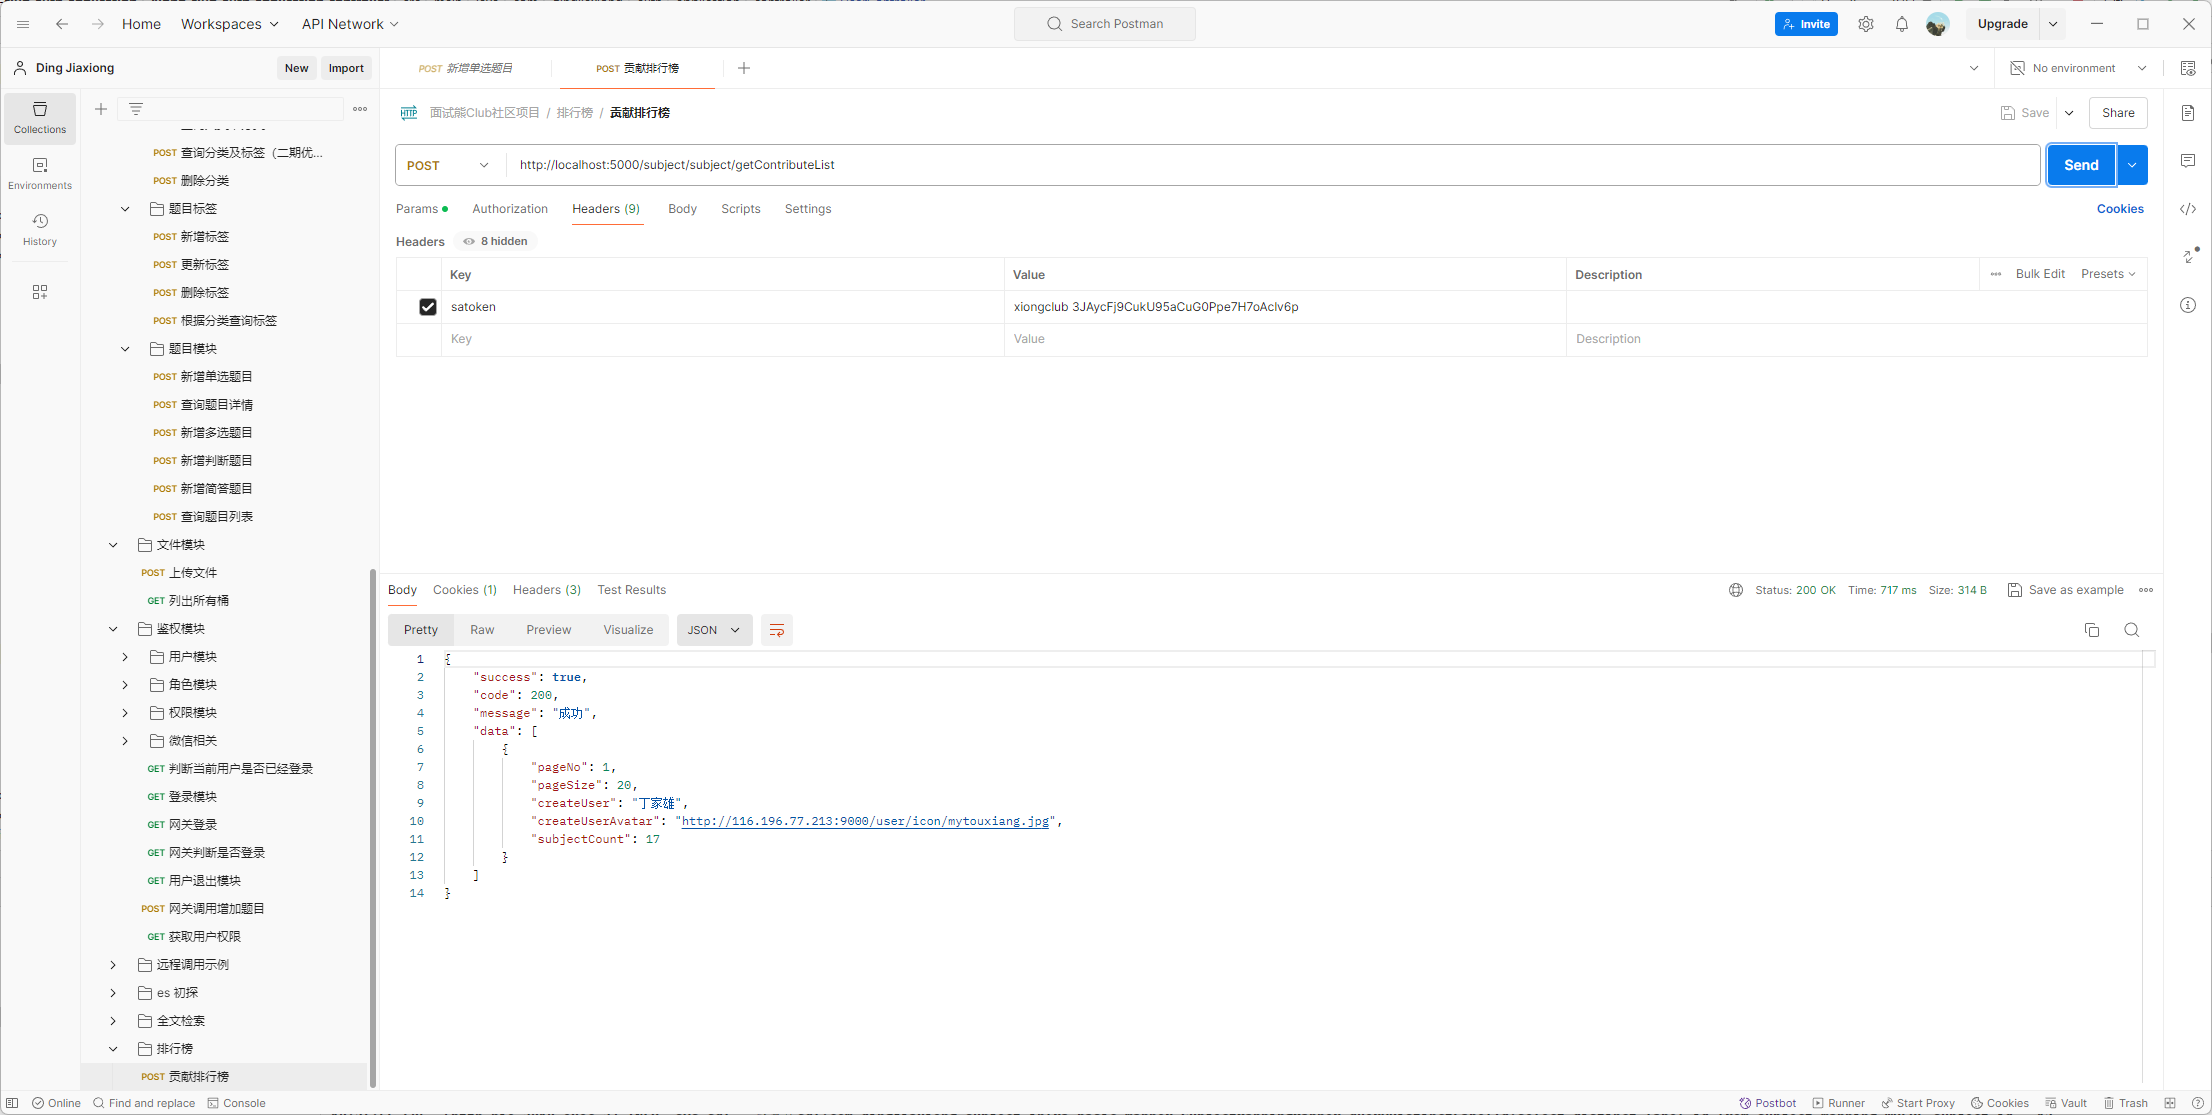 Home Workspaces API Network Search Postman Invite Upgrade
Ding Jiaxiong New Import POST 新增单选题目 POST 贡献排行榜 No environment
Collections
Environments
History
POST 查询分类及标签（二期优...
POST 删除分类
题目标签
POST 新增标签
POST 更新标签
POST 删除标签
POST 根据分类查询标签
题目模块
POST 新增单选题目
POST 查询题目详情
POST 新增多选题目
POST 新增判断题目
POST 新增简答题目
POST 查询题目列表
文件模块
POST 上传文件
GET 列出所有桶
鉴权模块
用户模块
角色模块
权限模块
微信相关
GET 判断当前用户是否已经登录
GET 登录模块
GET 网关登录
GET 网关判断是否登录
GET 用户退出模块
POST 网关调用增加题目
GET 获取用户权限
远程调用示例
es 初探
全文检索
排行榜
POST 贡献排行榜
HTTP 面试熊Club社区项目 / 排行榜 / 贡献排行榜 Save Share
POST http://localhost:5000/subject/subject/getContributeList Send
Params Authorization Headers (9) Body Scripts Settings Cookies
Headers 8 hidden
Key Value Description Bulk Edit Presets
satoken xiongclub 3JAycFj9CukU95aCuG0Ppe7H7oAclv6p
Key Value Description
Body Cookies (1) Headers (3) Test Results Status: 200 OK Time: 717 ms Size: 314 B Save as example
Pretty Raw Preview Visualize JSON
1 {
2 "success": true,
3 "code": 200,
4 "message": "成功",
5 "data": [
6 {
7 "pageNo": 1,
8 "pageSize": 20,
9 "createUser": "丁家雄",
10 "createUserAvatar": "http://116.196.77.213:9000/user/icon/mytouxiang.jpg",
11 "subjectCount": 17
12 }
13 ]
14 }
Online Find and replace Console Postbot Runner Start Proxy Cookies Vault Trash